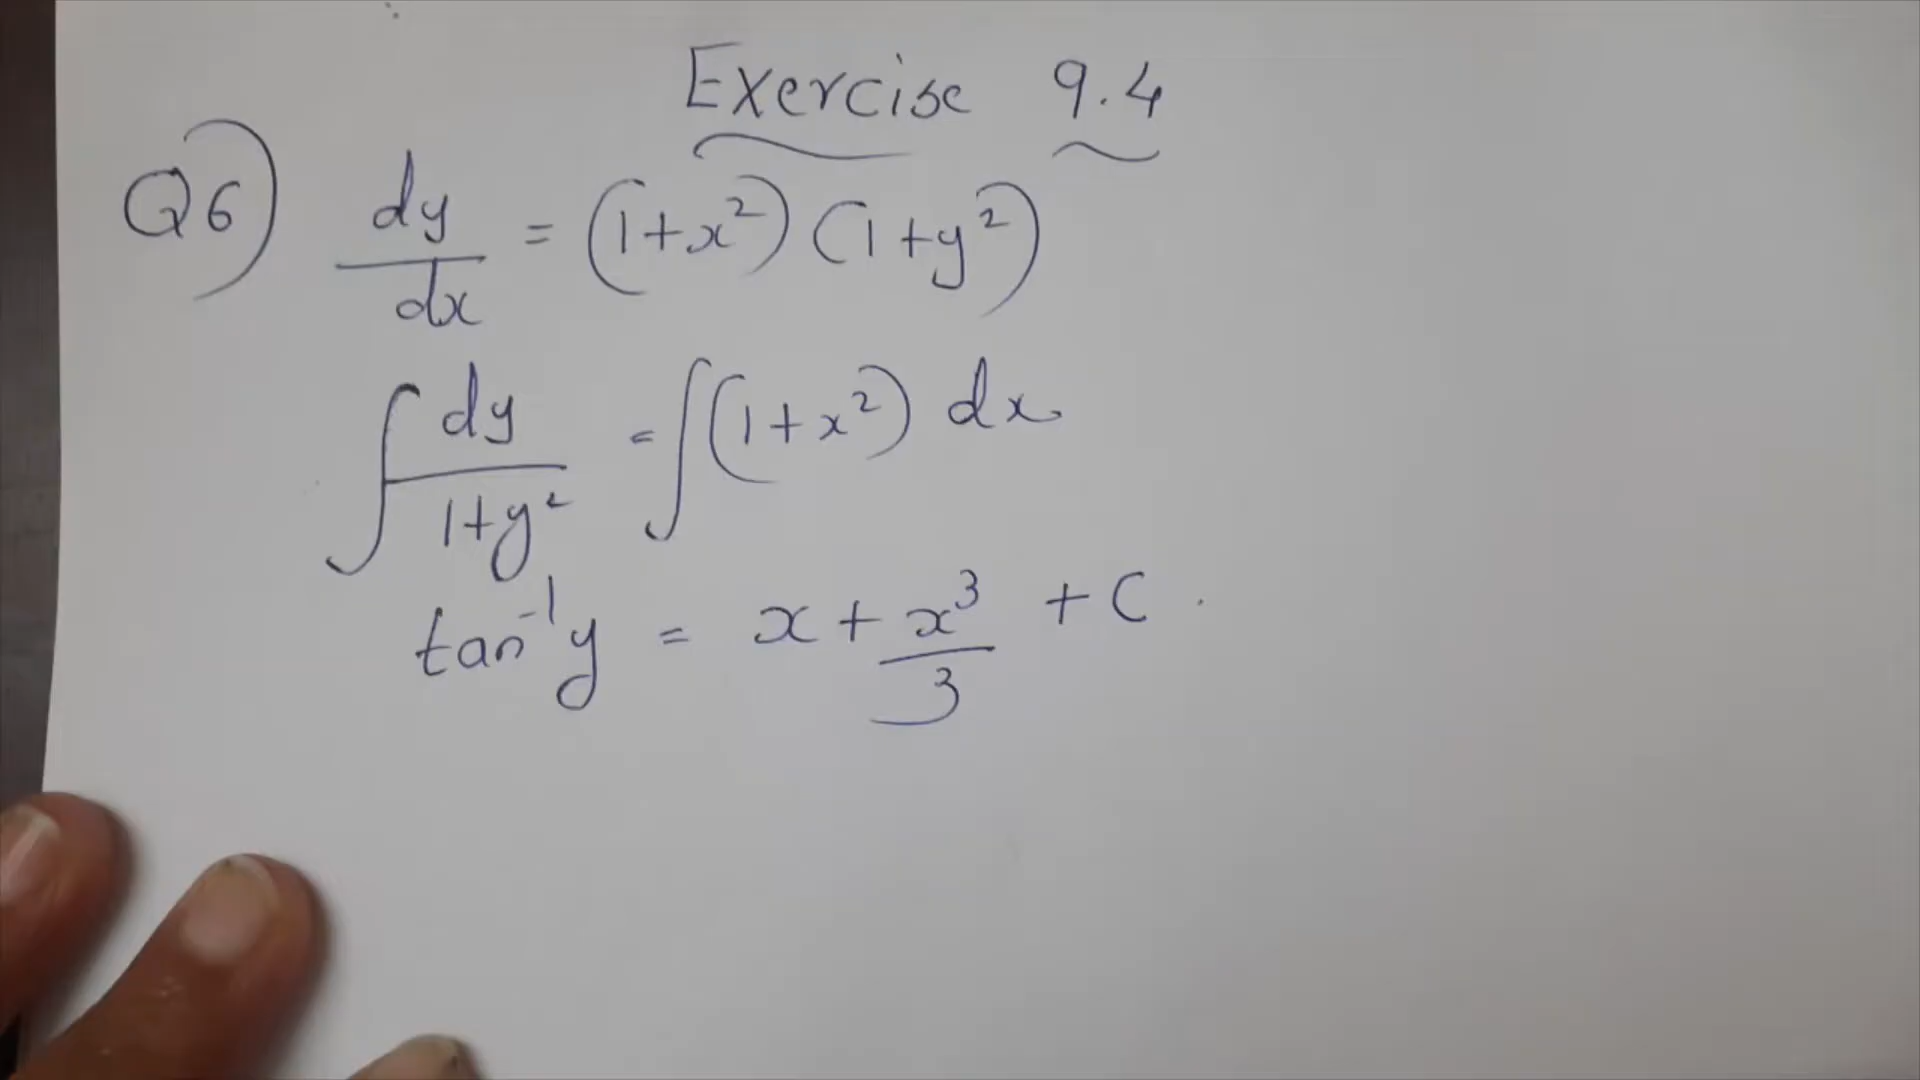 Exercise 9.4
Q6) dy/dx = (1+x²) (1+y²)
∫ dy/1+y² = ∫(1+x²) dx
tan⁻¹y = x + x³/3 + C.